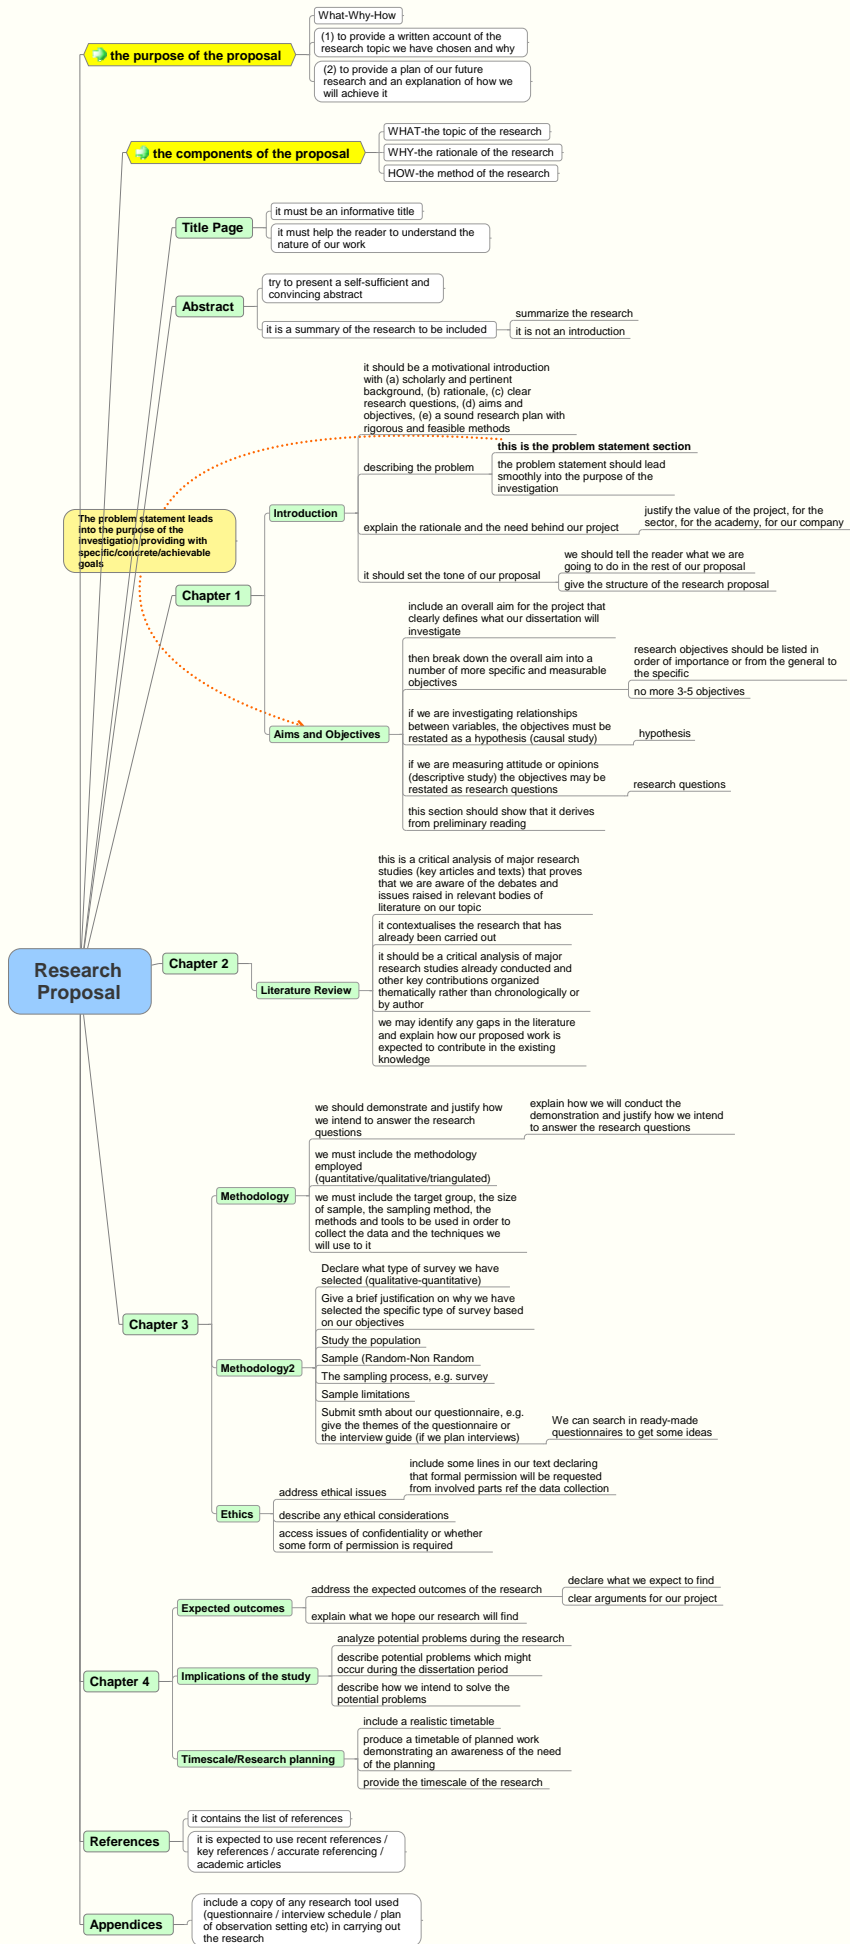 What-Why-How
(1) to provide a written account of the
research topic we have chosen and why
the purpose of the proposal
(2) to provide a plan of our future
research and an explanation of how we
will achieve it
WHAT-the topic of the research
the components of the proposal
WHY-the rationale of the research
HOW-the method of the research
Title Page
it must be an informative title
it must help the reader to understand the
nature of our work
Abstract
try to present a self-sufficient and
convincing abstract
it is a summary of the research to be included
summarize the research
it is not an introduction
The problem statement leads
into the purpose of the
investigation providing with
specific/concrete/achievable
goals
Chapter 1
Introduction
it should be a motivational introduction
with (a) scholarly and pertinent
background, (b) rationale, (c) clear
research questions, (d) aims and
objectives, (e) a sound research plan with
rigorous and feasible methods
describing the problem
this is the problem statement section
the problem statement should lead
smoothly into the purpose of the
investigation
explain the rationale and the need behind our project
justify the value of the project, for the
sector, for the academy, for our company
it should set the tone of our proposal
we should tell the reader what we are
going to do in the rest of our proposal
give the structure of the research proposal
Aims and Objectives
include an overall aim for the project that
clearly defines what our dissertation will
investigate
then break down the overall aim into a
number of more specific and measurable
objectives
research objectives should be listed in
order of importance or from the general to
the specific
no more 3-5 objectives
if we are investigating relationships
between variables, the objectives must be
restated as a hypothesis (causal study)
hypothesis
if we are measuring attitude or opinions
(descriptive study) the objectives may be
restated as research questions
research questions
this section should show that it derives
from preliminary reading
Research
Proposal
Chapter 2
Literature Review
this is a critical analysis of major research
studies (key articles and texts) that proves
that we are aware of the debates and
issues raised in relevant bodies of
literature on our topic
it contextualises the research that has
already been carried out
it should be a critical analysis of major
research studies already conducted and
other key contributions organized
thematically rather than chronologically or
by author
we may identify any gaps in the literature
and explain how our proposed work is
expected to contribute in the existing
knowledge
Chapter 3
Methodology
we should demonstrate and justify how
we intend to answer the research
questions
explain how we will conduct the
demonstration and justify how we intend
to answer the research questions
we must include the methodology
employed
(quantitative/qualitative/triangulated)
we must include the target group, the size
of sample, the sampling method, the
methods and tools to be used in order to
collect the data and the techniques we
will use to it
Methodology2
Declare what type of survey we have
selected (qualitative-quantitative)
Give a brief justification on why we have
selected the specific type of survey based
on our objectives
Study the population
Sample (Random-Non Random
The sampling process, e.g. survey
Sample limitations
Submit smth about our questionnaire, e.g.
give the themes of the questionnaire or
the interview guide (if we plan interviews)
We can search in ready-made
questionnaires to get some ideas
Ethics
address ethical issues
include some lines in our text declaring
that formal permission will be requested
from involved parts ref the data collection
describe any ethical considerations
access issues of confidentiality or whether
some form of permission is required
Chapter 4
Expected outcomes
address the expected outcomes of the research
declare what we expect to find
clear arguments for our project
explain what we hope our research will find
Implications of the study
analyze potential problems during the research
describe potential problems which might
occur during the dissertation period
describe how we intend to solve the
potential problems
Timescale/Research planning
include a realistic timetable
produce a timetable of planned work
demonstrating an awareness of the need
of the planning
provide the timescale of the research
References
it contains the list of references
it is expected to use recent references /
key references / accurate referencing /
academic articles
Appendices
include a copy of any research tool used
(questionnaire / interview schedule / plan
of observation setting etc) in carrying out
the research